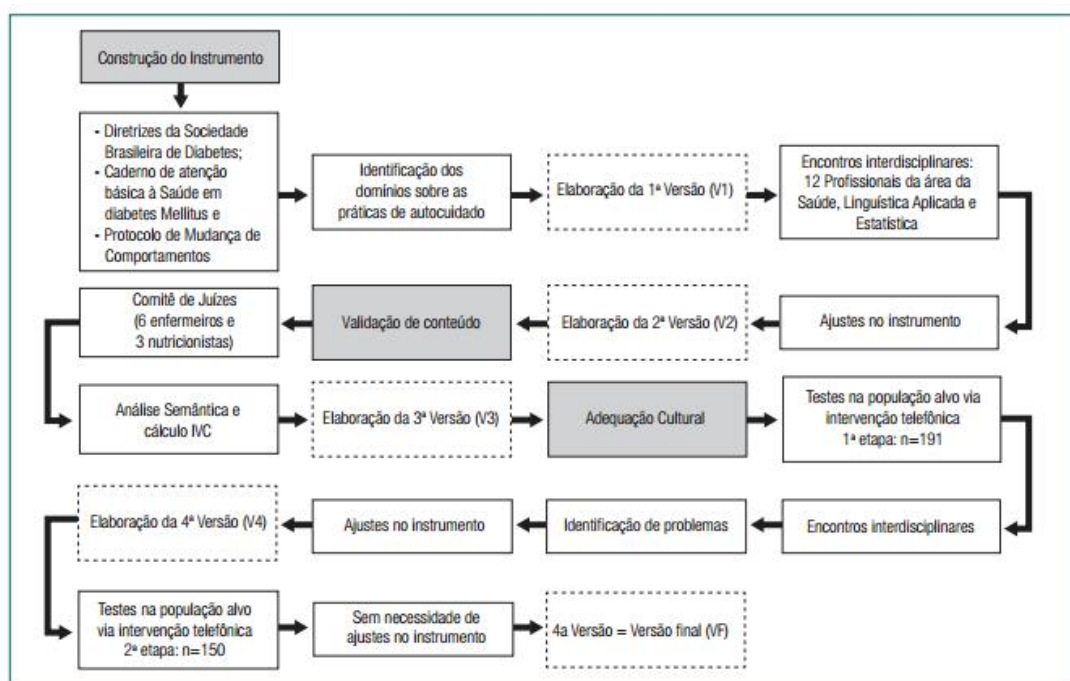 Construção do Instrumento
- Diretrizes da Sociedade
Brasileira de Diabetes;
- Caderno de atenção
básica à Saúde em
diabetes Mellitus e
- Protocolo de Mudança de
Comportamentos
Identificação dos
domínios sobre as
práticas de autocuidado
Elaboração da 1ª Versão (V1)
Encontros interdisciplinares:
12 Profissionais da área da
Saúde, Linguística Aplicada e
Estatística
Ajustes no instrumento
Elaboração da 2ª Versão (V2)
Validação de conteúdo
Comitê de Juízes
(6 enfermeiros e
3 nutricionistas)
Análise Semântica e
cálculo IVC
Elaboração da 3ª Versão (V3)
Adequação Cultural
Testes na população alvo via
intervenção telefônica
1ª etapa: n=191
Encontros interdisciplinares
Identificação de problemas
Ajustes no instrumento
Elaboração da 4ª Versão (V4)
Testes na população alvo
via intervenção telefônica
2ª etapa: n=150
Sem necessidade de
ajustes no instrumento
4a Versão = Versão final (VF)